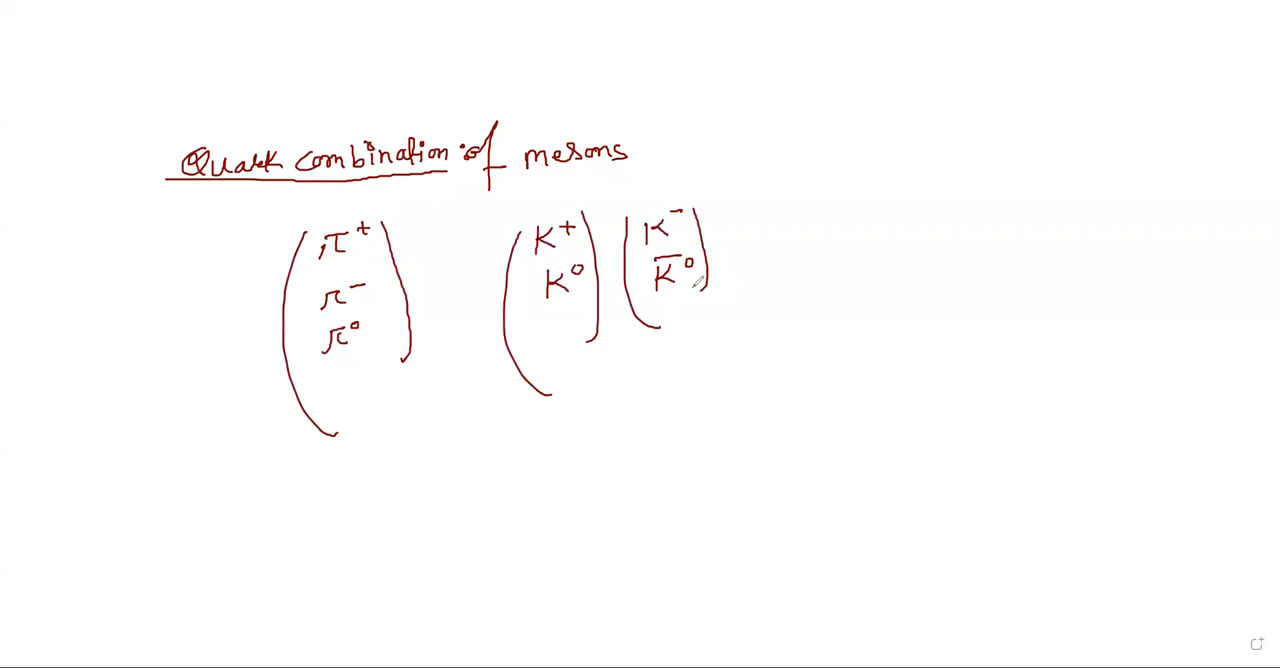 Quark combination of mesons
π⁺ K⁺ K⁻
π⁻ K⁰ K̅⁰
π⁰